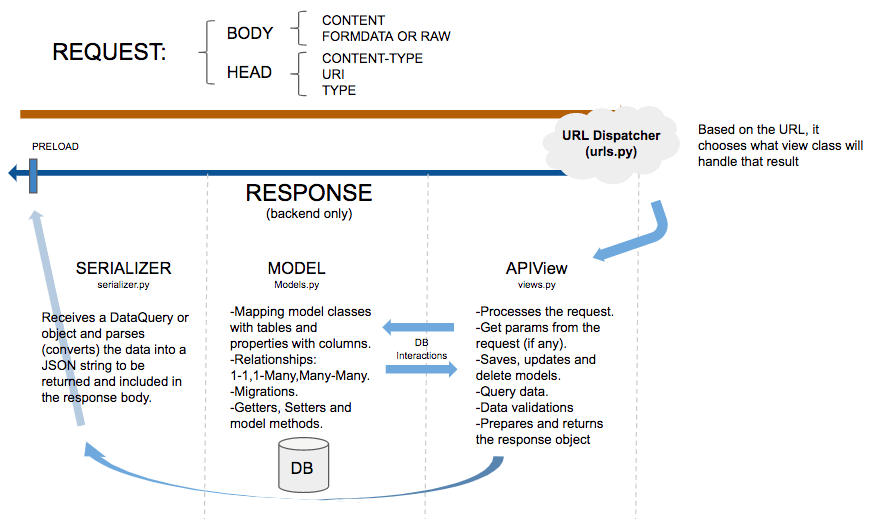 REQUEST:
BODY
CONTENT
FORMDATA OR RAW
HEAD
CONTENT-TYPE
URI
TYPE
URL Dispatcher
(urls.py)
Based on the URL, it
chooses what view class will
handle that result
PRELOAD
RESPONSE
(backend only)
SERIALIZER
serializer.py
Receives a DataQuery or
object and parses
(converts) the data into a
JSON string to be
returned and included in
the response body.
MODEL
Models.py
-Mapping model classes
with tables and
properties with columns.
-Relationships:
1-1,1-Many,Many-Many.
-Migrations.
-Getters, Setters and
model methods.
DB
DB
Interactions
APIView
views.py
-Processes the request.
-Get params from the
request (if any).
-Saves, updates and
delete models.
-Query data.
-Data validations
-Prepares and returns
the response object